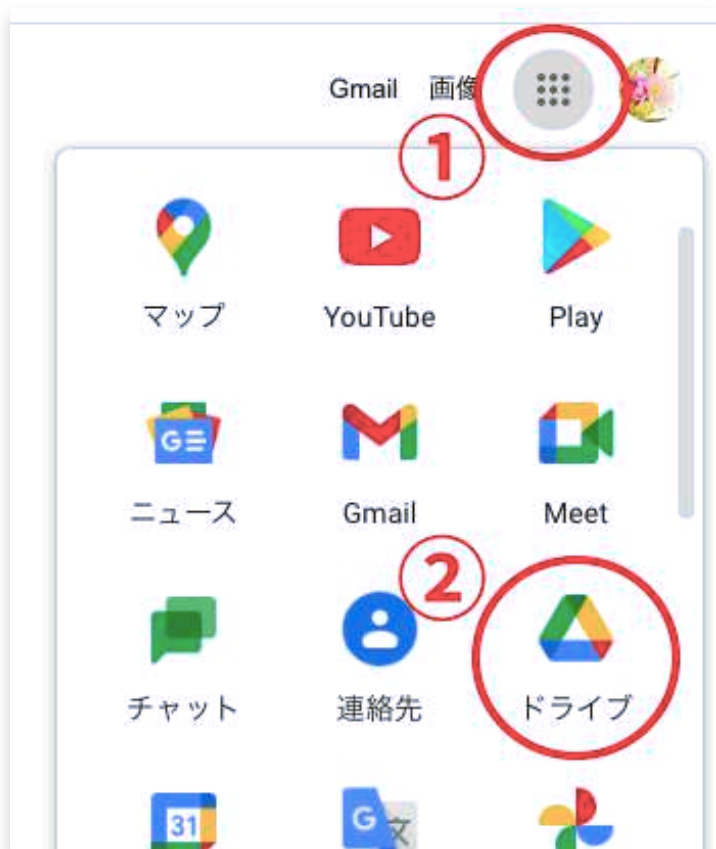 Gmail 画像
1
マップ YouTube Play
G
ニュース Gmail Meet
2
チャット 連絡先 ドライブ
31 G 文